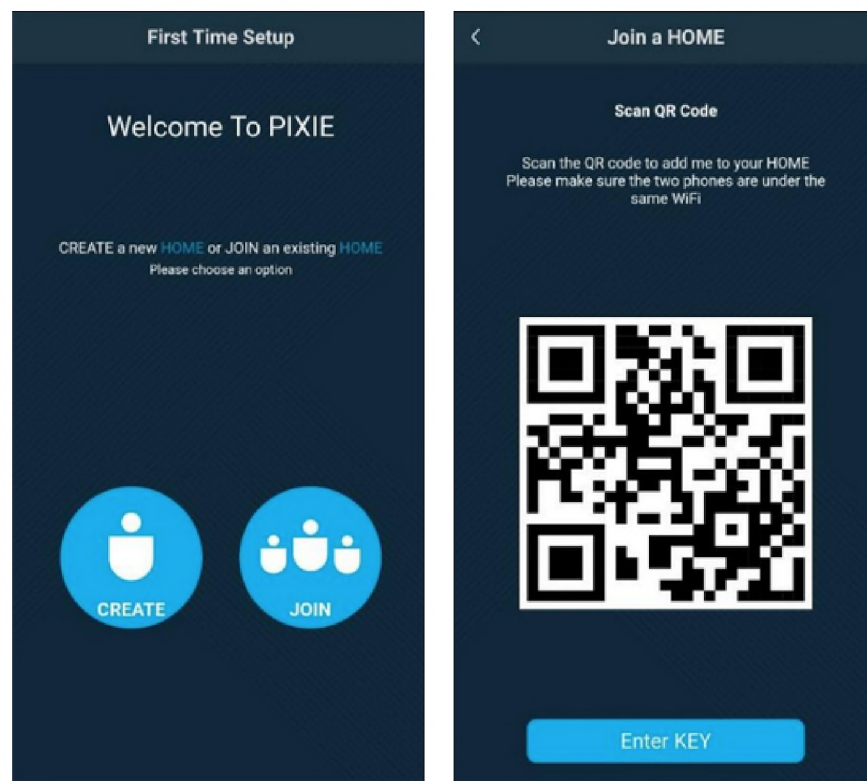 First Time Setup
Welcome To PIXIE
CREATE a new HOME or JOIN an existing HOME
Please choose an option
CREATE
JOIN
Join a HOME
Scan QR Code
Scan the QR code to add me to your HOME
Please make sure the two phones are under the
same WiFi
Enter KEY